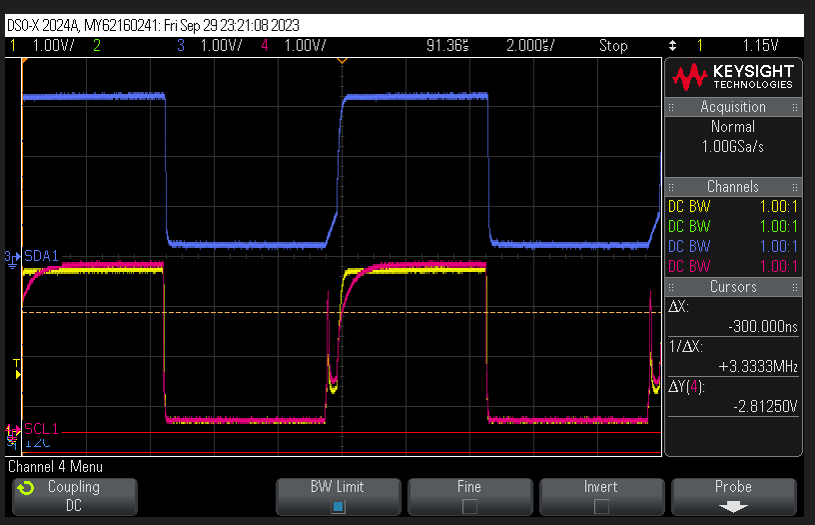 DSO-X 2024A, MY62160241: Fri Sep 29 23:21:08 2023
1 1.00V/ 2 3 1.00V/ 4 1.00V/ 91.36s 2.000s/ Stop 1 1.15V
KEYSIGHT
TECHNOLOGIES
Acquisition
Normal
1.00GSa/s
Channels
DC BW 1.00:1
DC BW 1.00:1
DC BW 1.00:1
DC BW 1.00:1
Cursors
ΔX:
-300.000ns
1/ΔX:
+3.3333MHz
ΔY(4):
-2.81250V
3 SDA1
T
4 SCL1
I2C
Channel 4 Menu
Coupling
DC
BW Limit
Fine
Invert
Probe